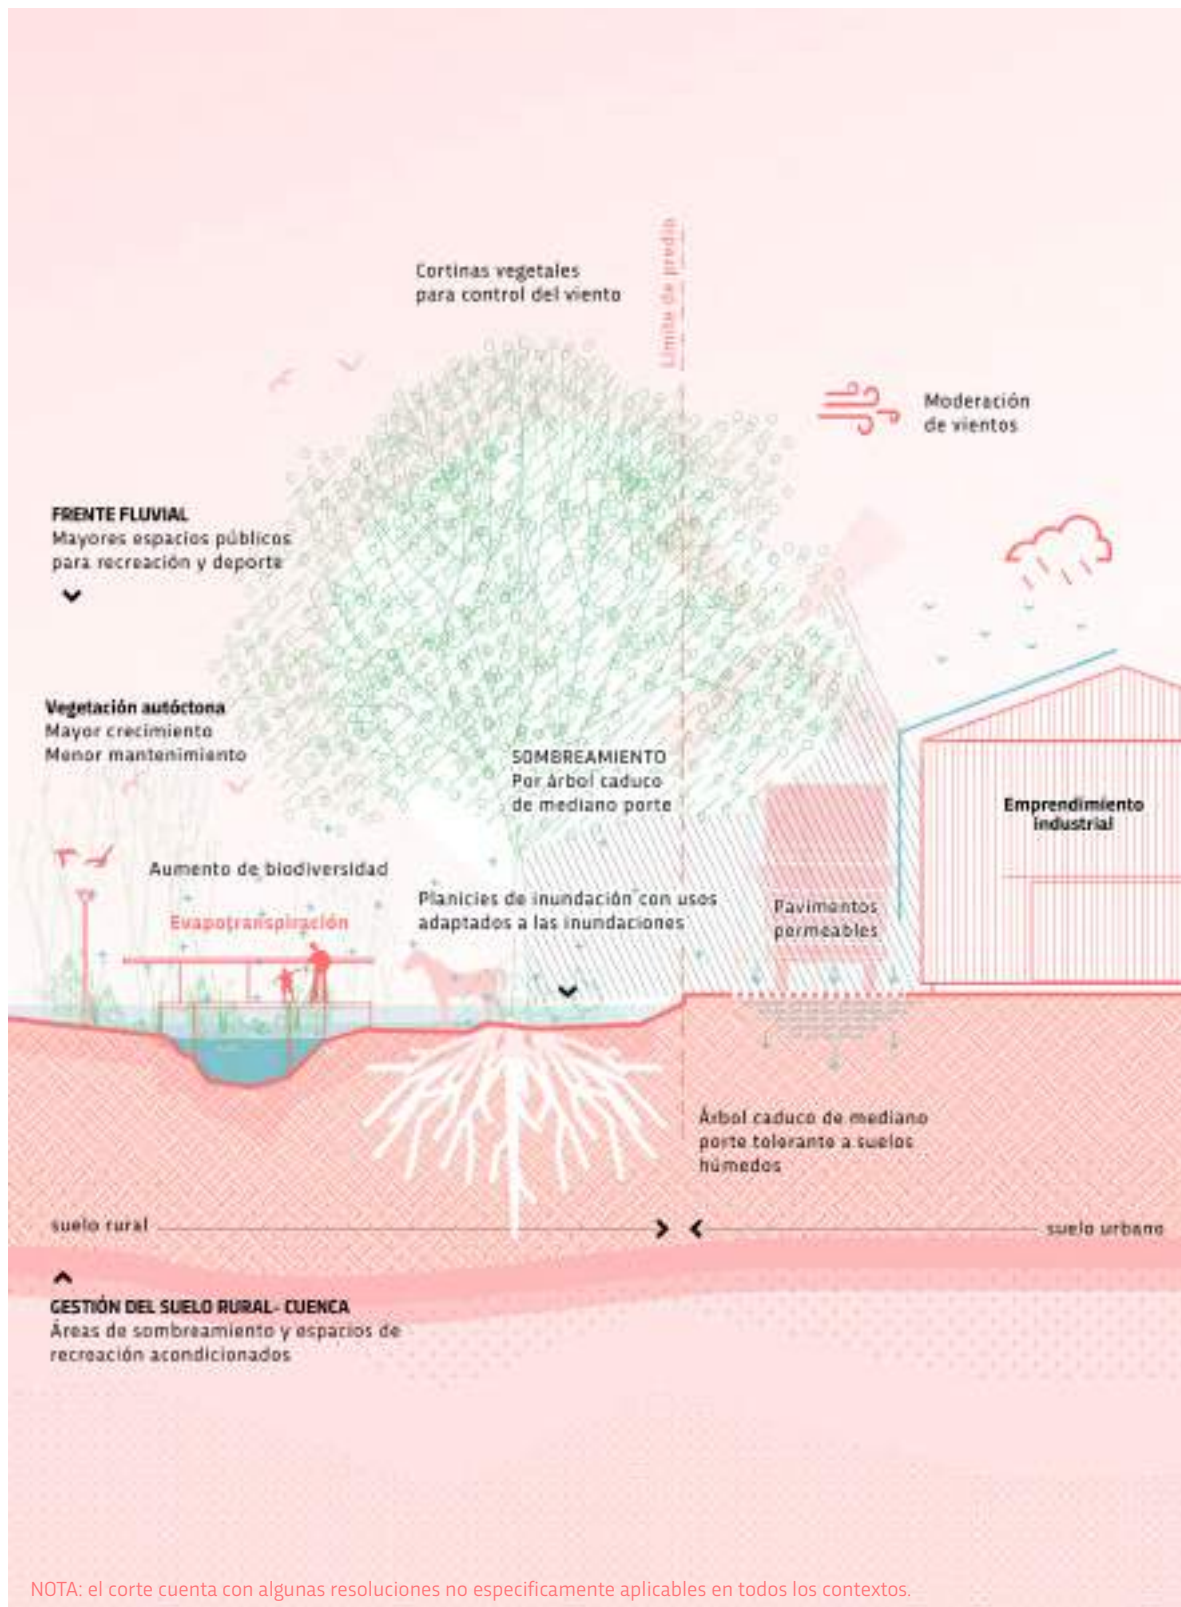 Límite de predio
Cortinas vegetales
para control del viento
Moderación
de vientos
FRENTE FLUVIAL
Mayores espacios públicos
para recreación y deporte
Vegetación autóctona
Mayor crecimiento
Menor mantenimiento
SOMBREAMIENTO
Por árbol caduco
de mediano porte
Emprendimiento
industrial
Aumento de biodiversidad
Evapotranspiración
Planicies de inundación con usos
adaptados a las inundaciones
Pavimentos
permeables
Árbol caduco de mediano
porte tolerante a suelos
húmedos
suelo rural
suelo urbano
GESTIÓN DEL SUELO RURAL- CUENCA
Áreas de sombreamiento y espacios de
recreación acondicionados
NOTA: el corte cuenta con algunas resoluciones no especificamente aplicables en todos los contextos.